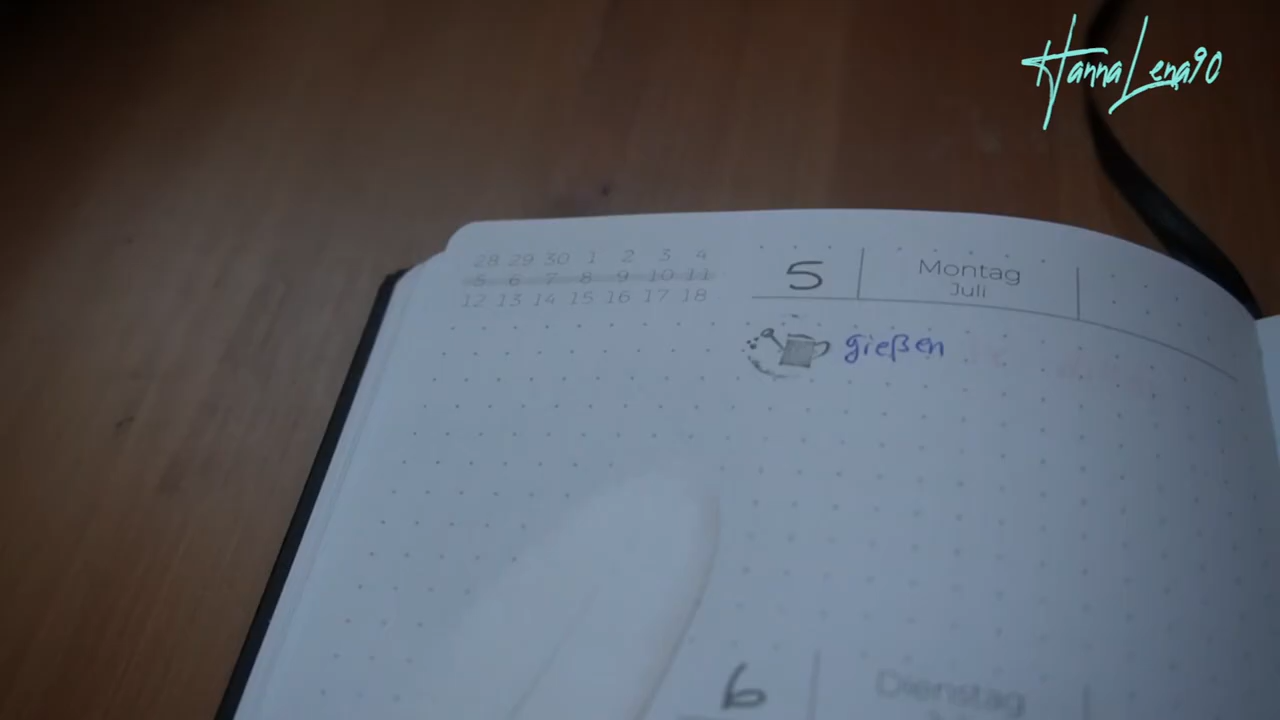 HannaLena90
28 29 30 1 2 3 4
5 6 7 8 9 10 11
12 13 14 15 16 17 18
5 Montag
Juli
gießen
6 Dienstag